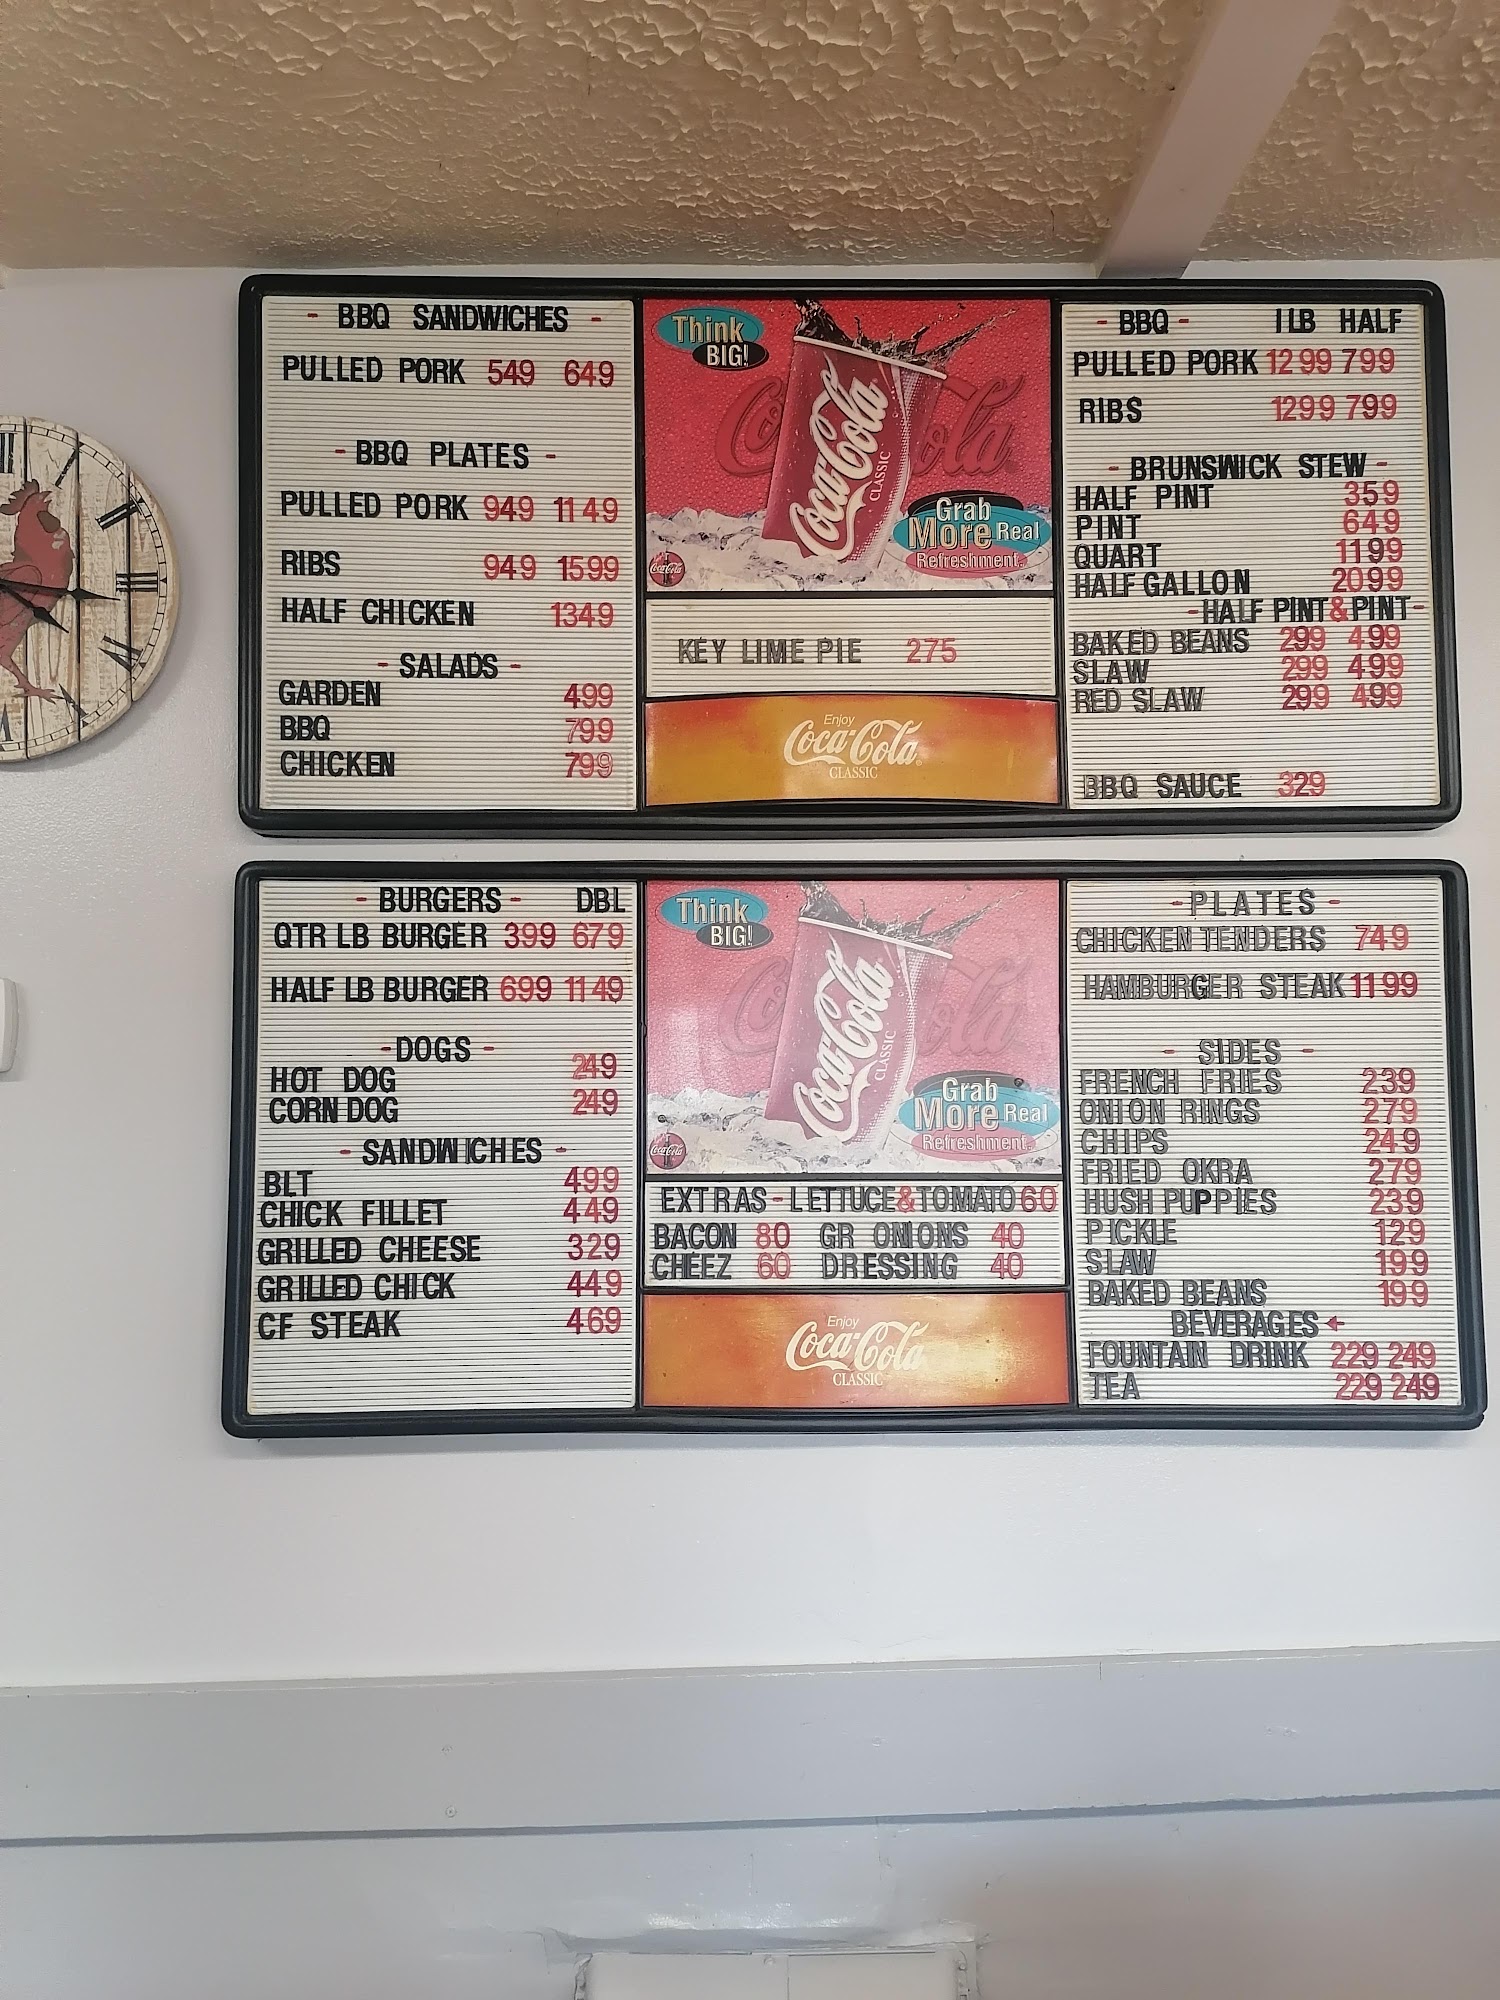 - BBQ SANDWICHES -
PULLED PORK 549 649
- BBQ PLATES -
PULLED PORK 949 1149
RIBS 949 1599
HALF CHICKEN 1349
- SALADS -
GARDEN 499
BBQ 799
CHICKEN 799
Think
BIG!
Coca-Cola
Coca-Cola
CLASSIC
Grab
More Real
Refreshment.
Coca-Cola
KEY LIME PIE 275
Enjoy
Coca-Cola
CLASSIC
- BBQ - 1LB HALF
PULLED PORK 1299 799
RIBS 1299 799
- BRUNSWICK STEW -
HALF PINT 359
PINT 649
QUART 1199
HALF GALLON 2099
- HALF PINT & PINT -
BAKED BEANS 299 499
SLAW 299 499
RED SLAW 299 499
BBQ SAUCE 329
- BURGERS - DBL
QTR LB BURGER 399 679
HALF LB BURGER 699 1149
- DOGS -
HOT DOG 249
CORN DOG 249
- SANDWICHES -
BLT 499
CHICK FILLET 449
GRILLED CHEESE 329
GRILLED CHICK 449
CF STEAK 469
Think
BIG!
Coca-Cola
Coca-Cola
CLASSIC
Grab
More Real
Refreshment.
Coca-Cola
EXTRAS - LETTUCE & TOMATO 60
BACON 80 GR ONIONS 40
CHEEZ 60 DRESSING 40
Enjoy
Coca-Cola
CLASSIC
- PLATES -
CHICKEN TENDERS 749
HAMBURGER STEAK 1199
- SIDES -
FRENCH FRIES 239
ONION RINGS 279
CHIPS 249
FRIED OKRA 279
HUSH PUPPIES 239
PICKLE 129
SLAW 199
BAKED BEANS 199
BEVERAGES
FOUNTAIN DRINK 229 249
TEA 229 249